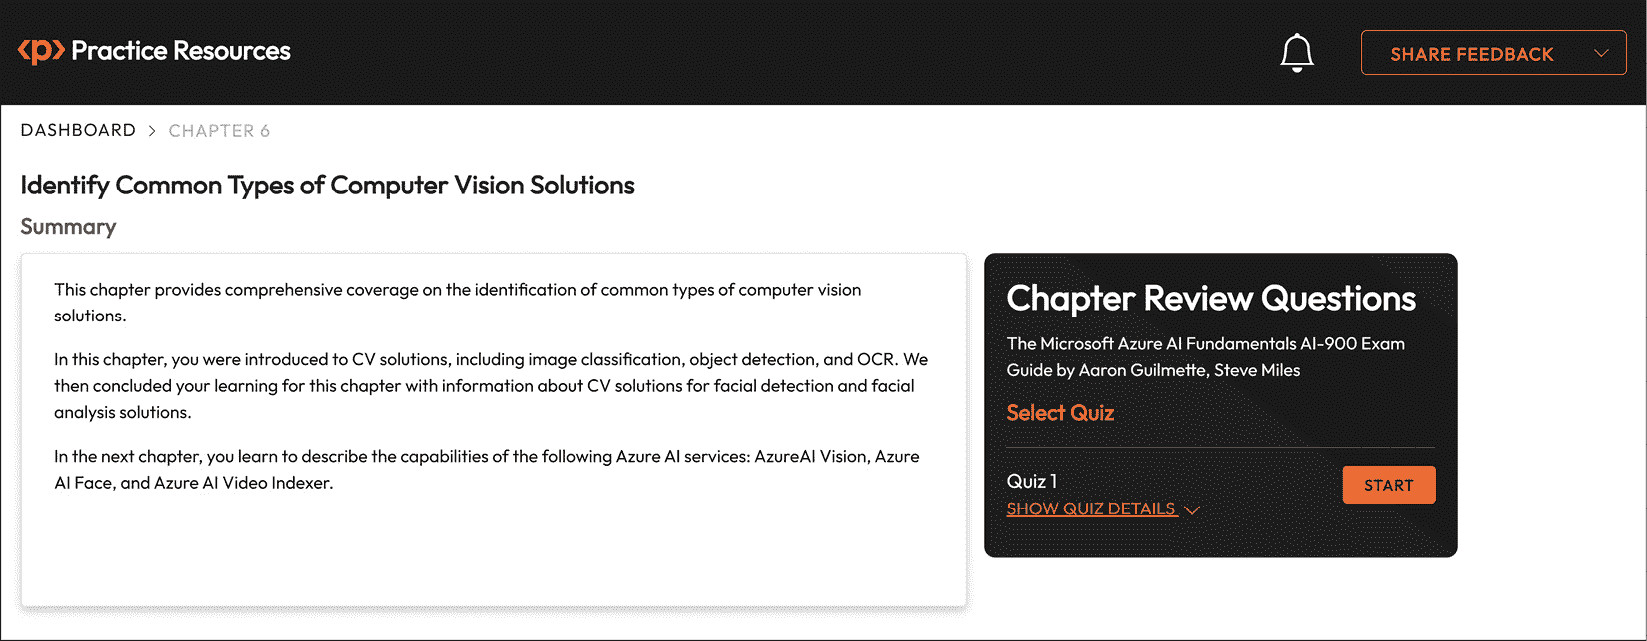 <p> Practice Resources
SHARE FEEDBACK
DASHBOARD > CHAPTER 6
Identify Common Types of Computer Vision Solutions
Summary
This chapter provides comprehensive coverage on the identification of common types of computer vision
solutions.
In this chapter, you were introduced to CV solutions, including image classification, object detection, and OCR. We
then concluded your learning for this chapter with information about CV solutions for facial detection and facial
analysis solutions.
In the next chapter, you learn to describe the capabilities of the following Azure AI services: AzureAI Vision, Azure
AI Face, and Azure AI Video Indexer.
Chapter Review Questions
The Microsoft Azure AI Fundamentals AI-900 Exam
Guide by Aaron Guilmette, Steve Miles
Select Quiz
Quiz 1
SHOW QUIZ DETAILS
START